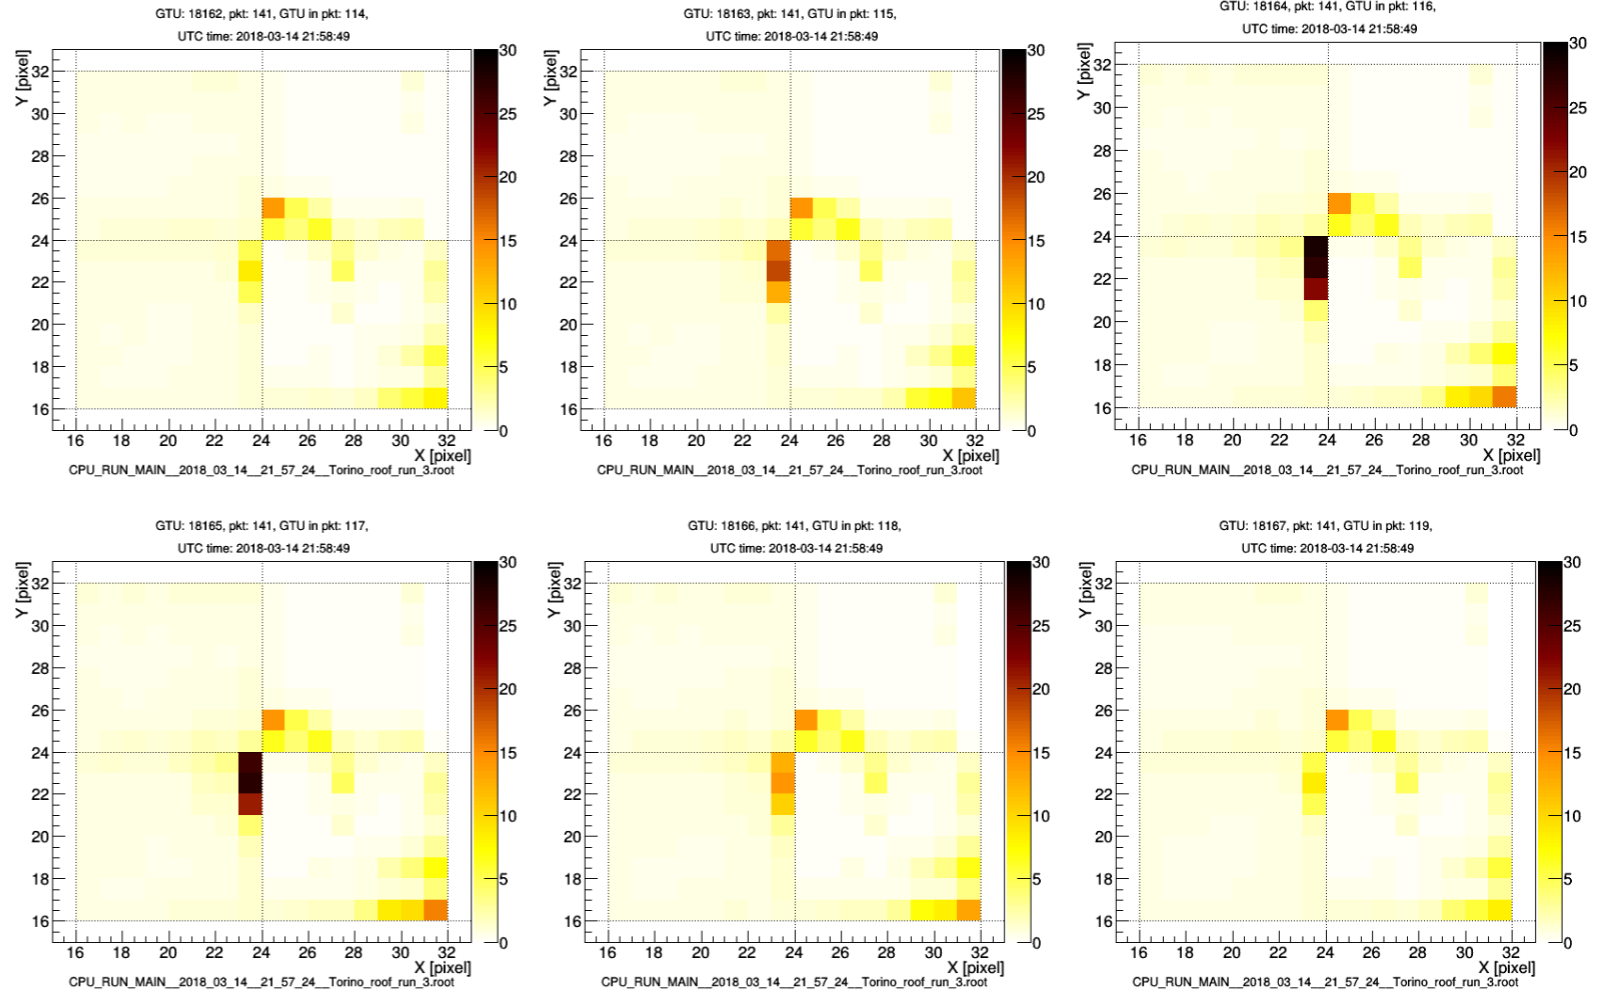 GTU: 18162, pkt: 141, GTU in pkt: 114,
UTC time: 2018-03-14 21:58:49
Y [pixel]
32
30
28
26
24
22
20
18
16
16 18 20 22 24 26 28 30 32
X [pixel]
30
25
20
15
10
5
0
CPU_RUN_MAIN__2018_03_14__21_57_24__Torino_roof_run_3.root
GTU: 18163, pkt: 141, GTU in pkt: 115,
UTC time: 2018-03-14 21:58:49
Y [pixel]
32
30
28
26
24
22
20
18
16
16 18 20 22 24 26 28 30 32
X [pixel]
30
25
20
15
10
5
0
CPU_RUN_MAIN__2018_03_14__21_57_24__Torino_roof_run_3.root
GTU: 18164, pkt: 141, GTU in pkt: 116,
UTC time: 2018-03-14 21:58:49
Y [pixel]
32
30
28
26
24
22
20
18
16
16 18 20 22 24 26 28 30 32
X [pixel]
30
25
20
15
10
5
0
CPU_RUN_MAIN__2018_03_14__21_57_24__Torino_roof_run_3.root
GTU: 18165, pkt: 141, GTU in pkt: 117,
UTC time: 2018-03-14 21:58:49
Y [pixel]
32
30
28
26
24
22
20
18
16
16 18 20 22 24 26 28 30 32
X [pixel]
30
25
20
15
10
5
0
CPU_RUN_MAIN__2018_03_14__21_57_24__Torino_roof_run_3.root
GTU: 18166, pkt: 141, GTU in pkt: 118,
UTC time: 2018-03-14 21:58:49
Y [pixel]
32
30
28
26
24
22
20
18
16
16 18 20 22 24 26 28 30 32
X [pixel]
30
25
20
15
10
5
0
CPU_RUN_MAIN__2018_03_14__21_57_24__Torino_roof_run_3.root
GTU: 18167, pkt: 141, GTU in pkt: 119,
UTC time: 2018-03-14 21:58:49
Y [pixel]
32
30
28
26
24
22
20
18
16
16 18 20 22 24 26 28 30 32
X [pixel]
30
25
20
15
10
5
0
CPU_RUN_MAIN__2018_03_14__21_57_24__Torino_roof_run_3.root